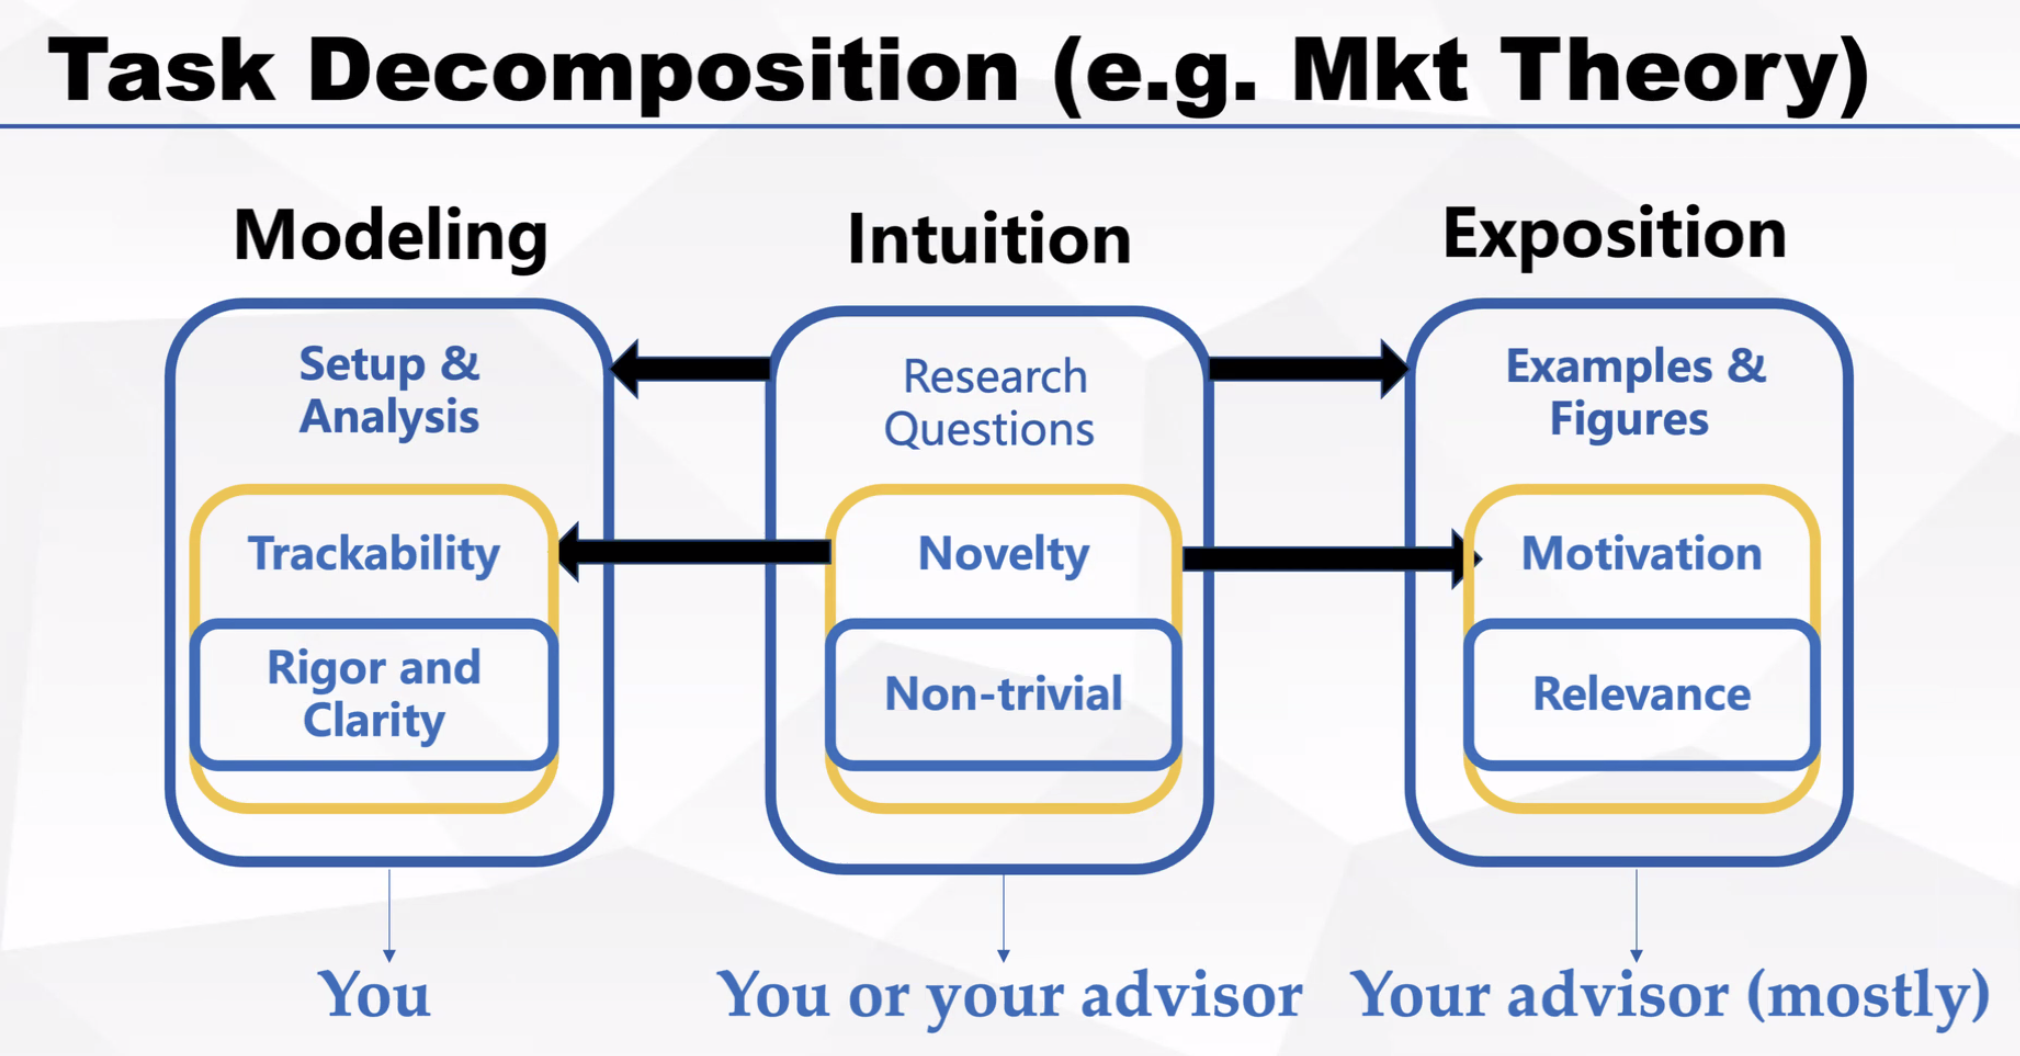 Task Decomposition (e.g. Mkt Theory)
Modeling
Setup &
Analysis
Trackability
Rigor and
Clarity
You
Intuition
Research
Questions
Novelty
Non-trivial
You or your advisor
Exposition
Examples &
Figures
Motivation
Relevance
Your advisor (mostly)